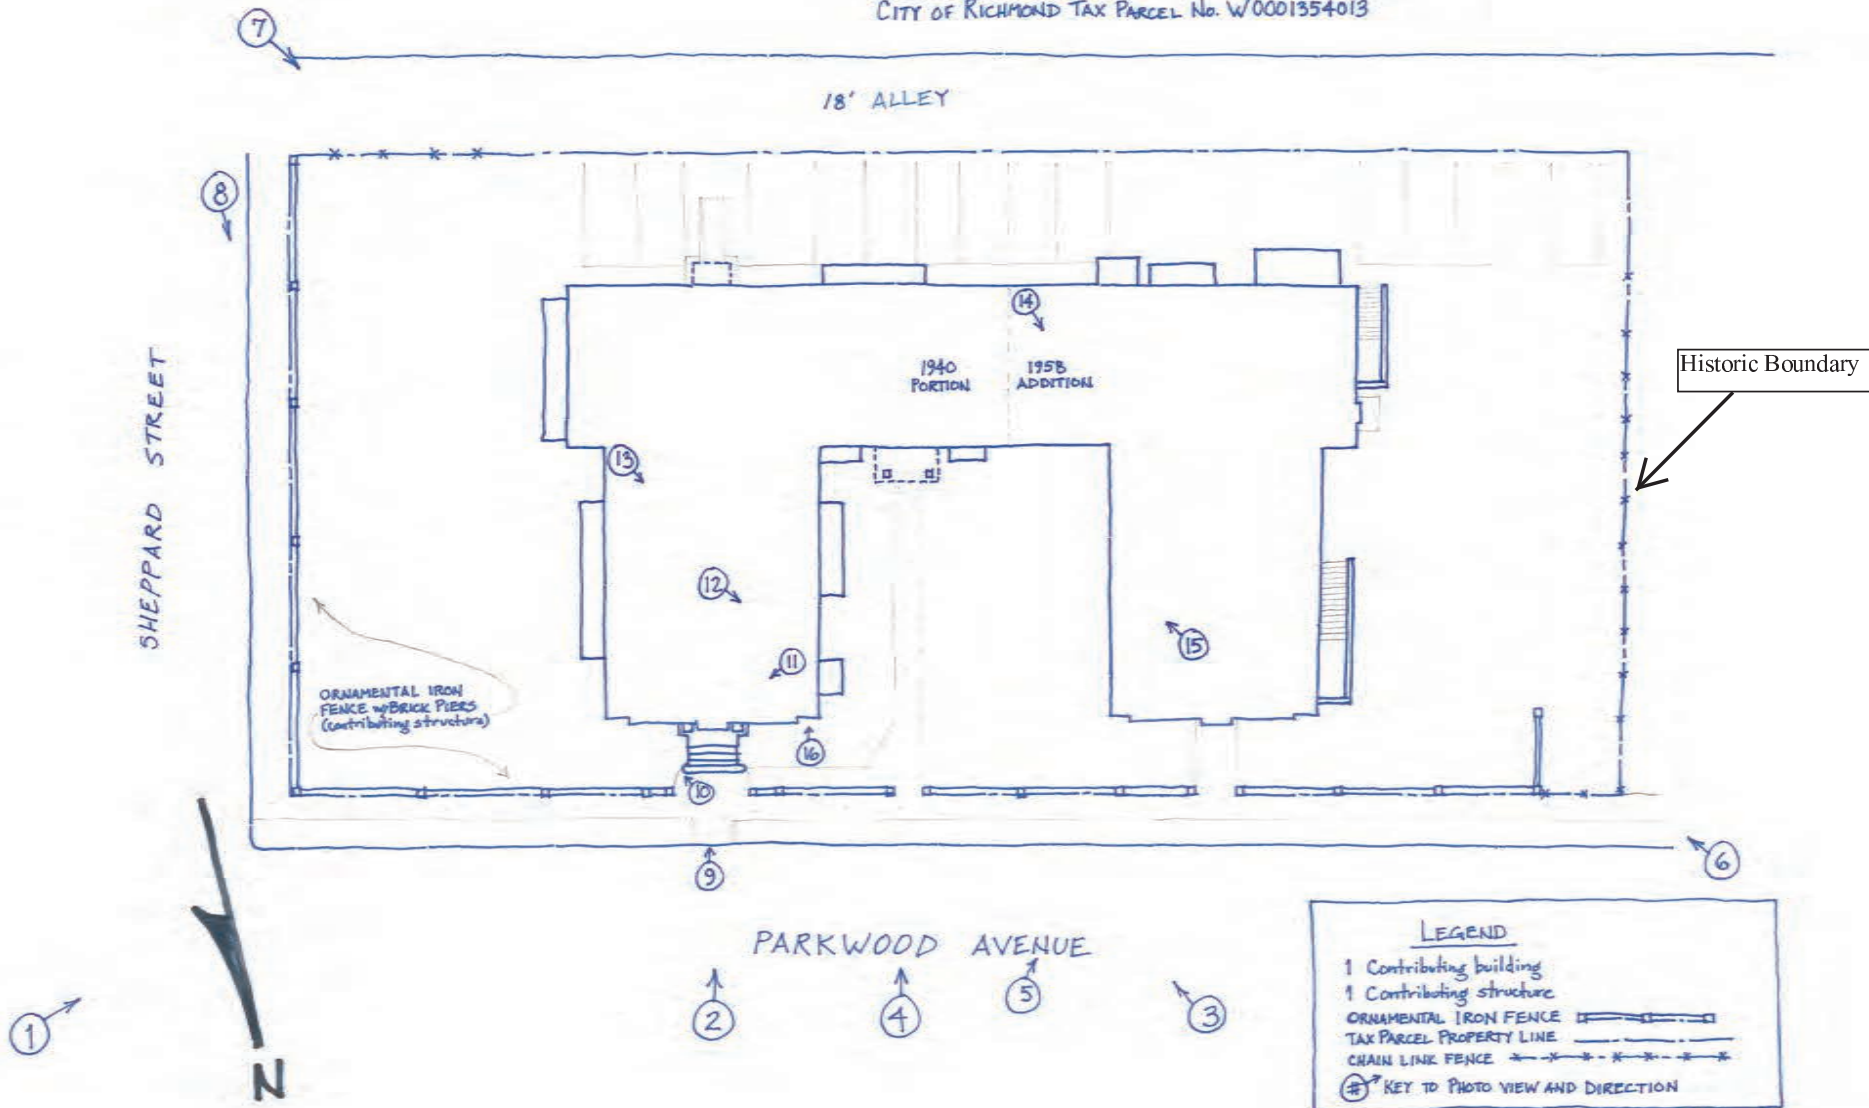 CITY OF RICHMOND TAX PARCEL No. W0001354013
7
18' ALLEY
8
14
1940
PORTION
1958
ADDITION
Historic Boundary
SHEPPARD STREET
13
12
11
15
ORNAMENTAL IRON
FENCE w/BRICK PIERS
(contributing structure)
16
10
9
6
PARKWOOD AVENUE
1
2
4
5
3
N
LEGEND
1 Contributing building
1 Contributing structure
ORNAMENTAL IRON FENCE
TAX PARCEL PROPERTY LINE
CHAIN LINK FENCE
# KEY TO PHOTO VIEW AND DIRECTION